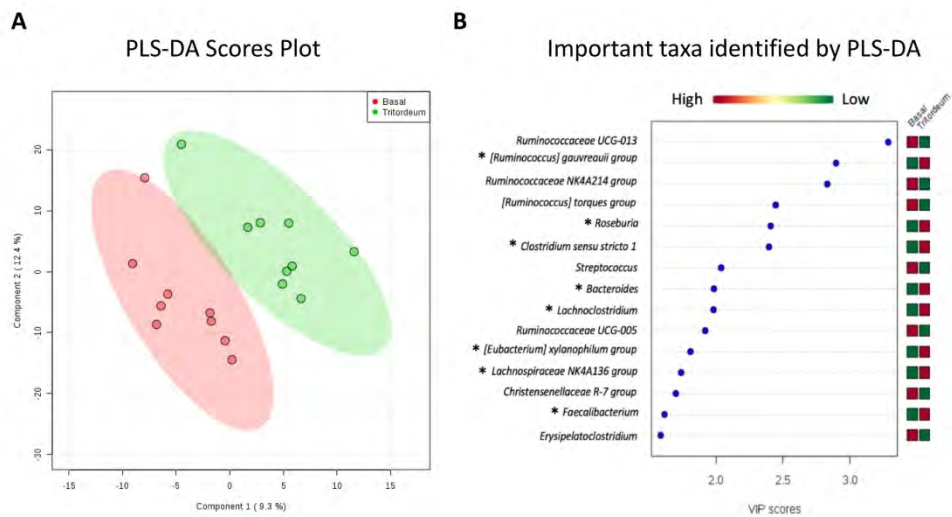 A
PLS-DA Scores Plot
Basal
Tritordeum
Component 2 ( 12.4 %)
20
10
0
-10
-20
-30
-15
-10
-5
0
5
10
15
Component 1 ( 9.3 %)
B
Important taxa identified by PLS-DA
High
Low
Basal
Tritordeum
Ruminococcaceae UCG-013
* [Ruminococcus] gauvreauii group
Ruminococcaceae NK4A214 group
[Ruminococcus] torques group
* Roseburia
* Clostridium sensu stricto 1
Streptococcus
* Bacteroides
* Lachnoclostridium
Ruminococcaceae UCG-005
* [Eubacterium] xylanophilum group
* Lachnospiraceae NK4A136 group
Christensenellaceae R-7 group
* Faecalibacterium
Erysipelatoclostridium
2.0
2.5
3.0
VIP scores